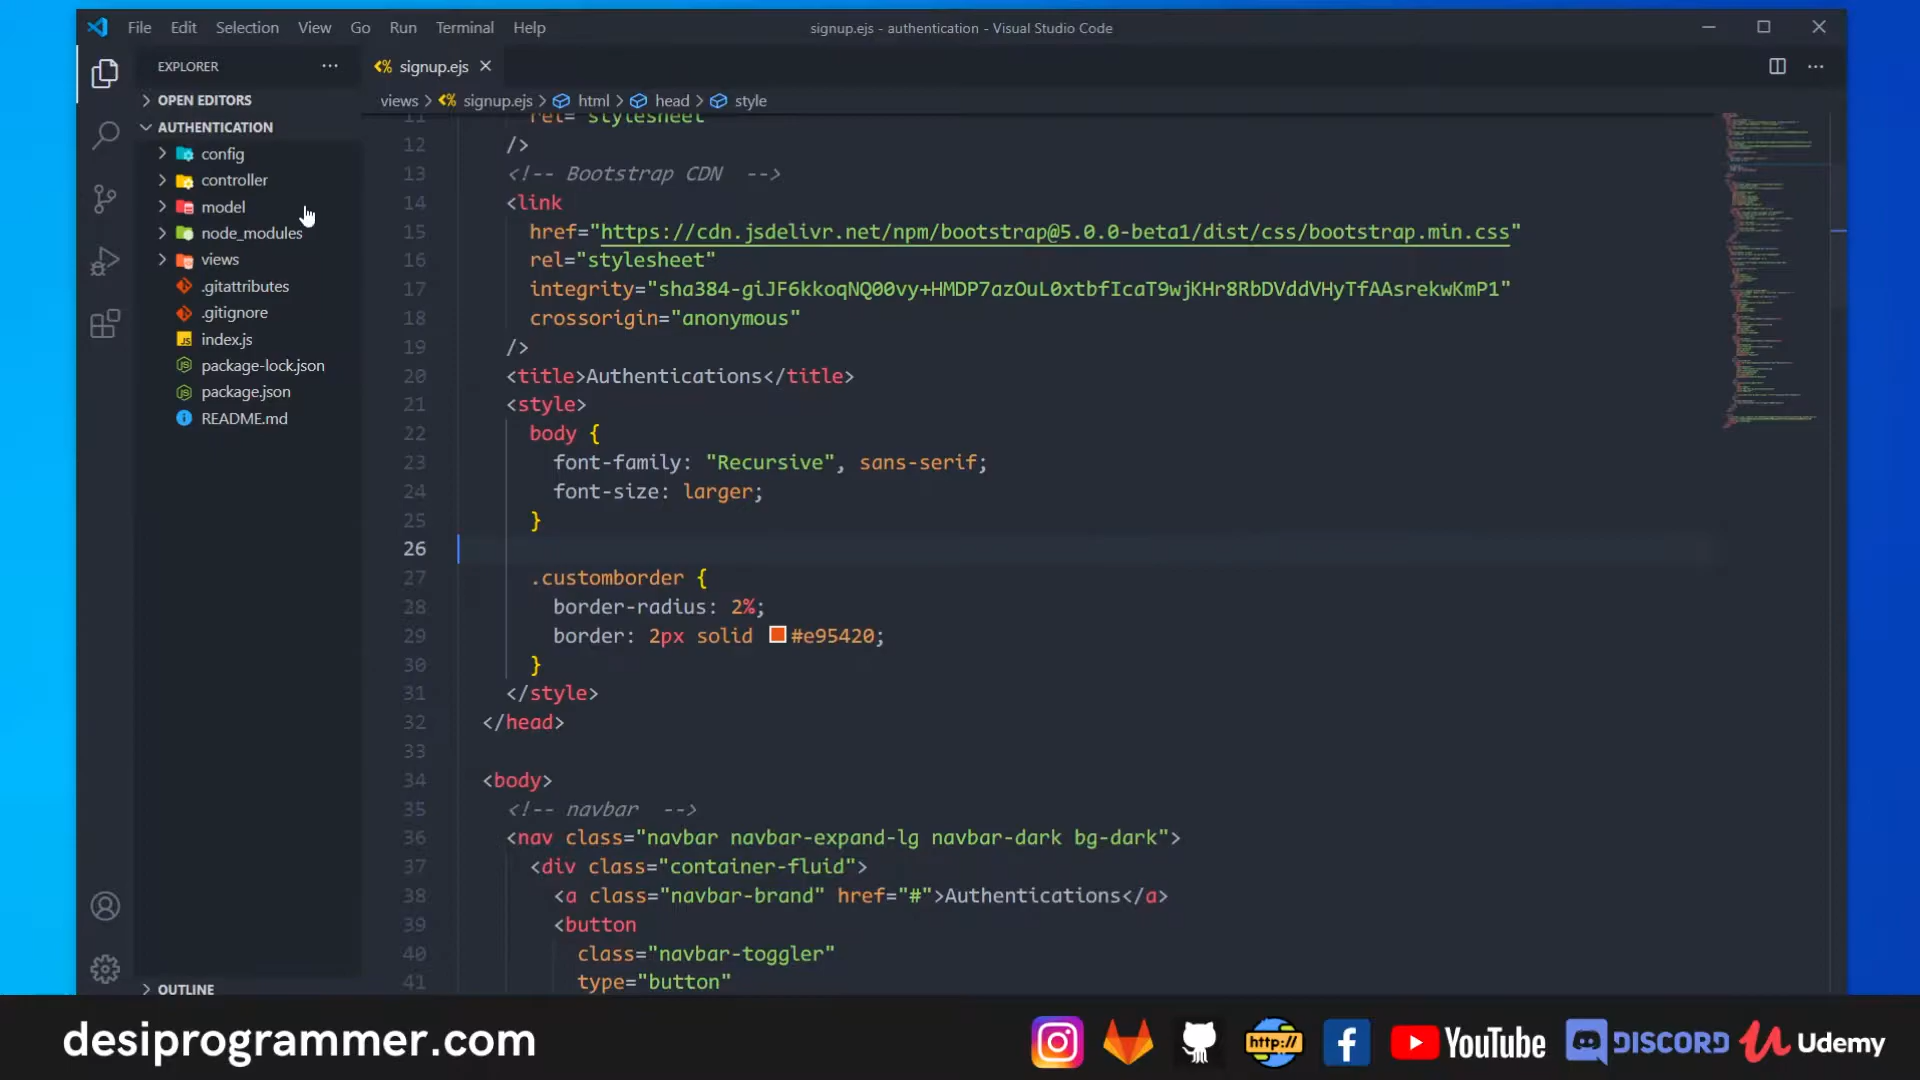 File Edit Selection View Go Run Terminal Help
signup.ejs - authentication - Visual Studio Code
EXPLORER
OPEN EDITORS
AUTHENTICATION
config
controller
model
node_modules
views
.gitattributes
.gitignore
index.js
package-lock.json
package.json
README.md
OUTLINE
signup.ejs
views > signup.ejs > html > head > style
11 rel="stylesheet"
12 />
13 <!-- Bootstrap CDN  -->
14 <link
15 href="https://cdn.jsdelivr.net/npm/bootstrap@5.0.0-beta1/dist/css/bootstrap.min.css"
16 rel="stylesheet"
17 integrity="sha384-giJF6kkoqNQ00vy+HMDP7azOuL0xtbfIcaT9wjKHr8RbDVddVHyTfAAsrekwKmP1"
18 crossorigin="anonymous"
19 />
20 <title>Authentications</title>
21 <style>
22 body {
23 font-family: "Recursive", sans-serif;
24 font-size: larger;
25 }
26
27 .customborder {
28 border-radius: 2%;
29 border: 2px solid #e95420;
30 }
31 </style>
32 </head>
33
34 <body>
35 <!-- navbar  -->
36 <nav class="navbar navbar-expand-lg navbar-dark bg-dark">
37 <div class="container-fluid">
38 <a class="navbar-brand" href="#">Authentications</a>
39 <button
40 class="navbar-toggler"
41 type="button"
desiprogrammer.com
http:// YouTube DISCORD Udemy